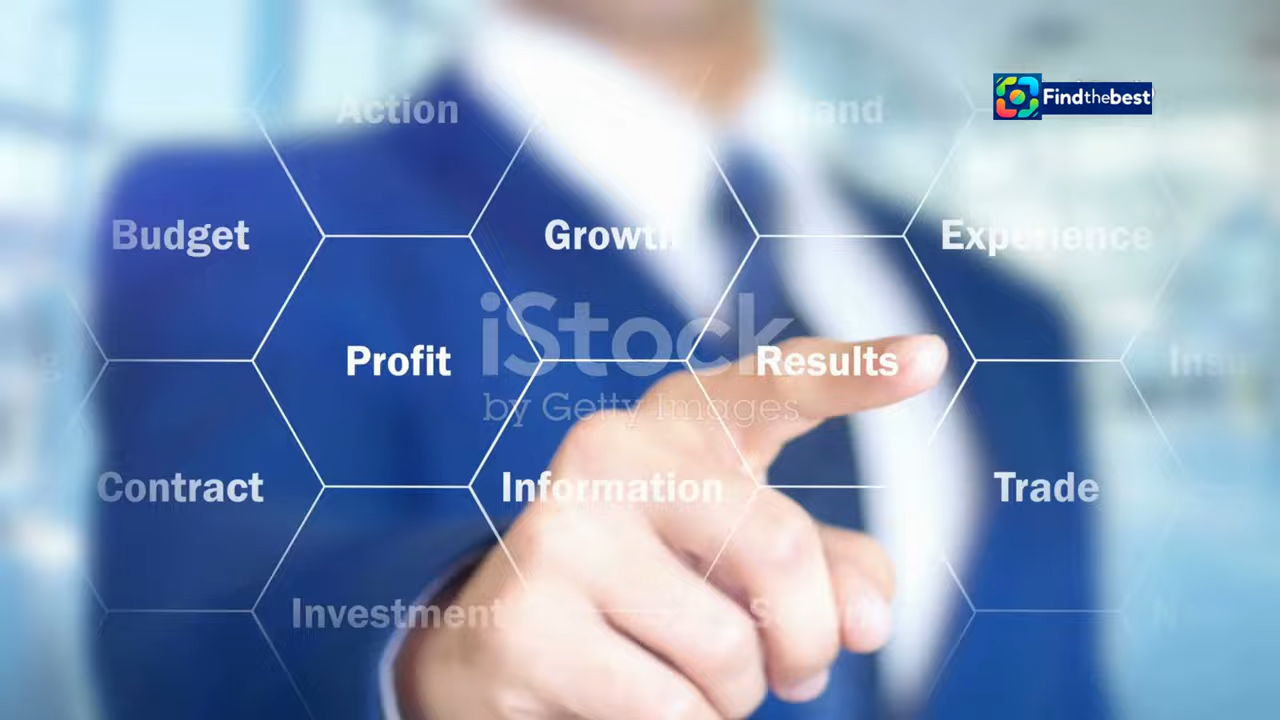 Action
Findthebest
Budget
Growth
Experience
iStock
Profit
Results
by Getty Images
Contract
Information
Trade
Investment